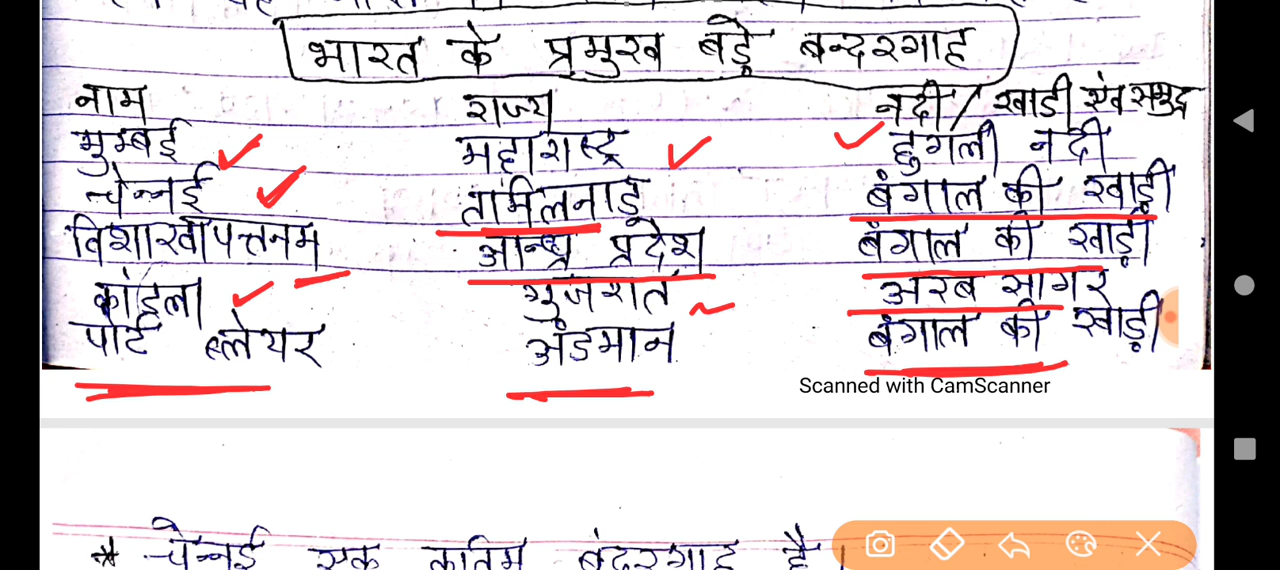 भारत के प्रमुख बड़े बन्दरगाह
नाम राज्य नदी / खाडी एंव समुद्र
मुम्बई महाराष्ट्र हुगली नदी
चेन्नई तामिलनाडू बंगाल की खाड़ी
विशाखापत्तनम आन्ध्र प्रदेश बंगाल की खाड़ी
कांडला गुजरात अरब सागर
पोर्ट ब्लेयर अंडमान बंगाल की खाड़ी
Scanned with CamScanner
* चेन्नई एक कृतिम बंदरगाह है।